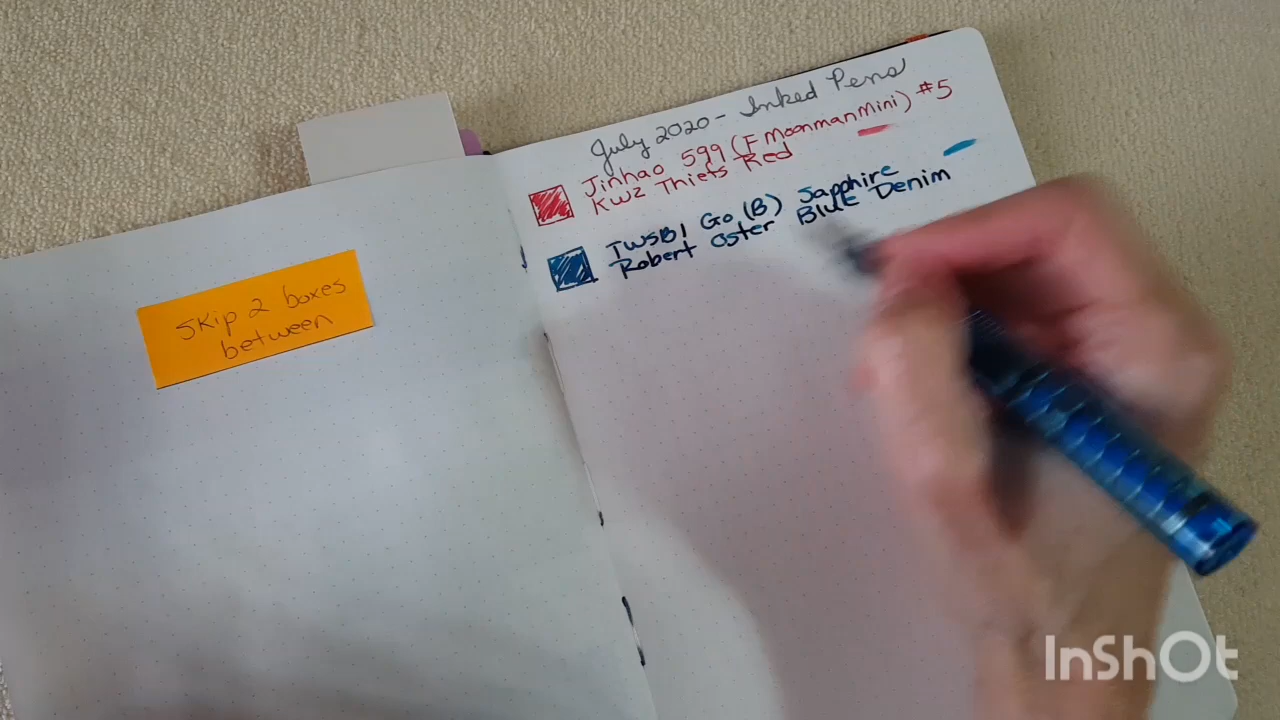 July 2020 - Inked Pens
Jinhao 599 (F Moonman Mini) #5
KWZ Thiefs Red
TWSBI Go (B) Sapphire
Robert Oster Blue Denim
Skip 2 boxes
between
InShOt